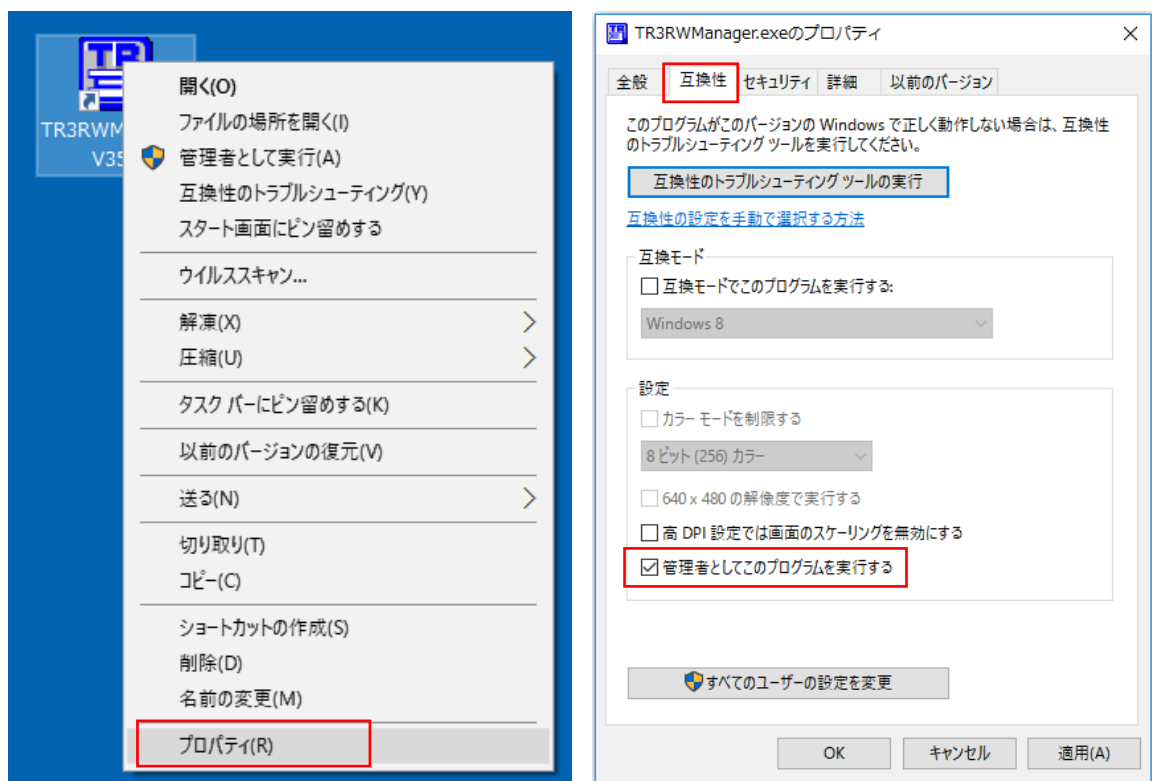 TR3RWM
V35
開く(O)
ファイルの場所を開く(I)
管理者として実行(A)
互換性のトラブルシューティング(Y)
スタート画面にピン留めする
ウイルススキャン...
解凍(X)
圧縮(U)
タスク バーにピン留めする(K)
以前のバージョンの復元(V)
送る(N)
切り取り(T)
コピー(C)
ショートカットの作成(S)
削除(D)
名前の変更(M)
プロパティ(R)
TR3RWManager.exeのプロパティ
全般 互換性 セキュリティ 詳細 以前のバージョン
このプログラムがこのバージョンの Windows で正しく動作しない場合は、互換性
のトラブルシューティング ツールを実行してください。
互換性のトラブルシューティング ツールの実行
互換性の設定を手動で選択する方法
互換モード
互換モードでこのプログラムを実行する:
Windows 8
設定
カラー モードを制限する
8 ビット (256) カラー
640 x 480 の解像度で実行する
高 DPI 設定では画面のスケーリングを無効にする
管理者としてこのプログラムを実行する
すべてのユーザーの設定を変更
OK キャンセル 適用(A)